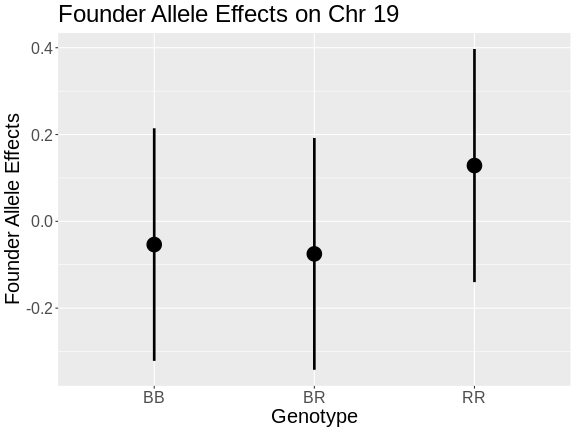 Founder Allele Effects on Chr 19
Founder Allele Effects
0.4
0.2
0.0
-0.2
BB BR RR
Genotype